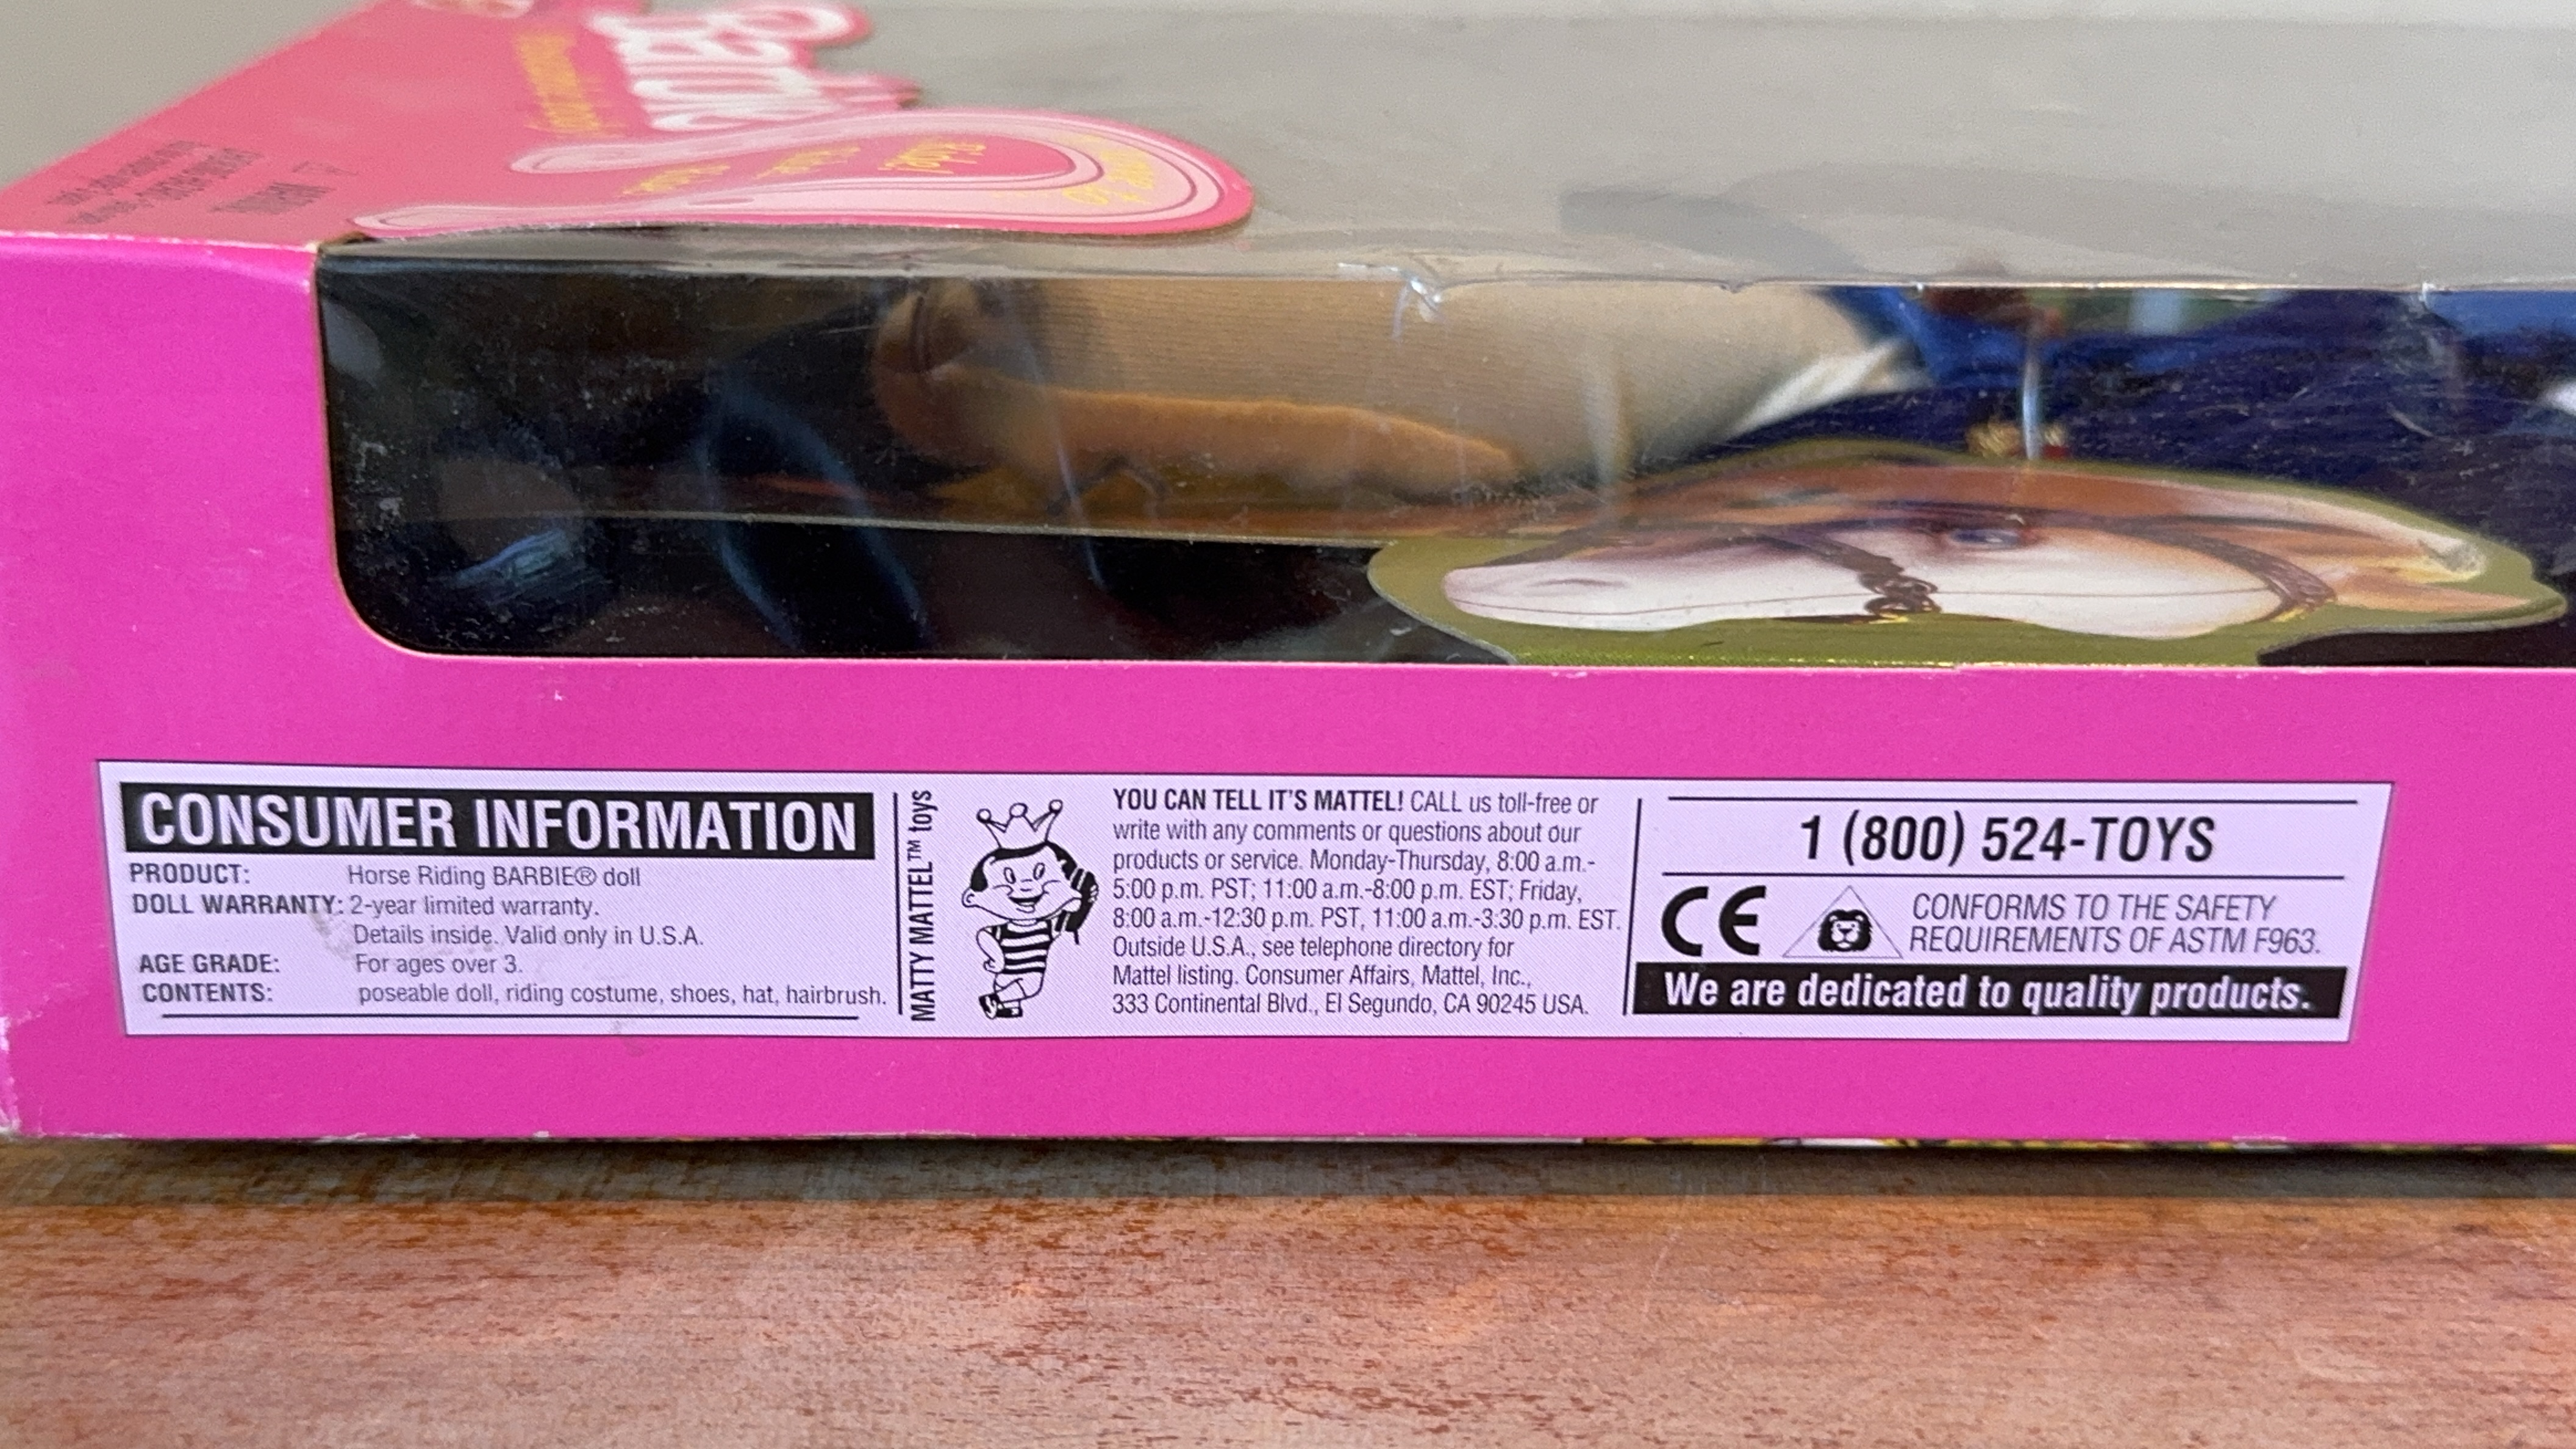 CONSUMER INFORMATION
PRODUCT: Horse Riding BARBIE® doll
DOLL WARRANTY: 2-year limited warranty.
Details inside. Valid only in U.S.A.
AGE GRADE: For ages over 3.
CONTENTS: poseable doll, riding costume, shoes, hat, hairbrush.
MATTY MATTEL™ toys
YOU CAN TELL IT'S MATTEL! CALL us toll-free or
write with any comments or questions about our
products or service. Monday-Thursday, 8:00 a.m.-
5:00 p.m. PST; 11:00 a.m.-8:00 p.m. EST; Friday,
8:00 a.m.-12:30 p.m. PST, 11:00 a.m.-3:30 p.m. EST.
Outside U.S.A., see telephone directory for
Mattel listing. Consumer Affairs, Mattel, Inc.,
333 Continental Blvd., El Segundo, CA 90245 USA.
1 (800) 524-TOYS
CE
CONFORMS TO THE SAFETY
REQUIREMENTS OF ASTM F963.
We are dedicated to quality products.